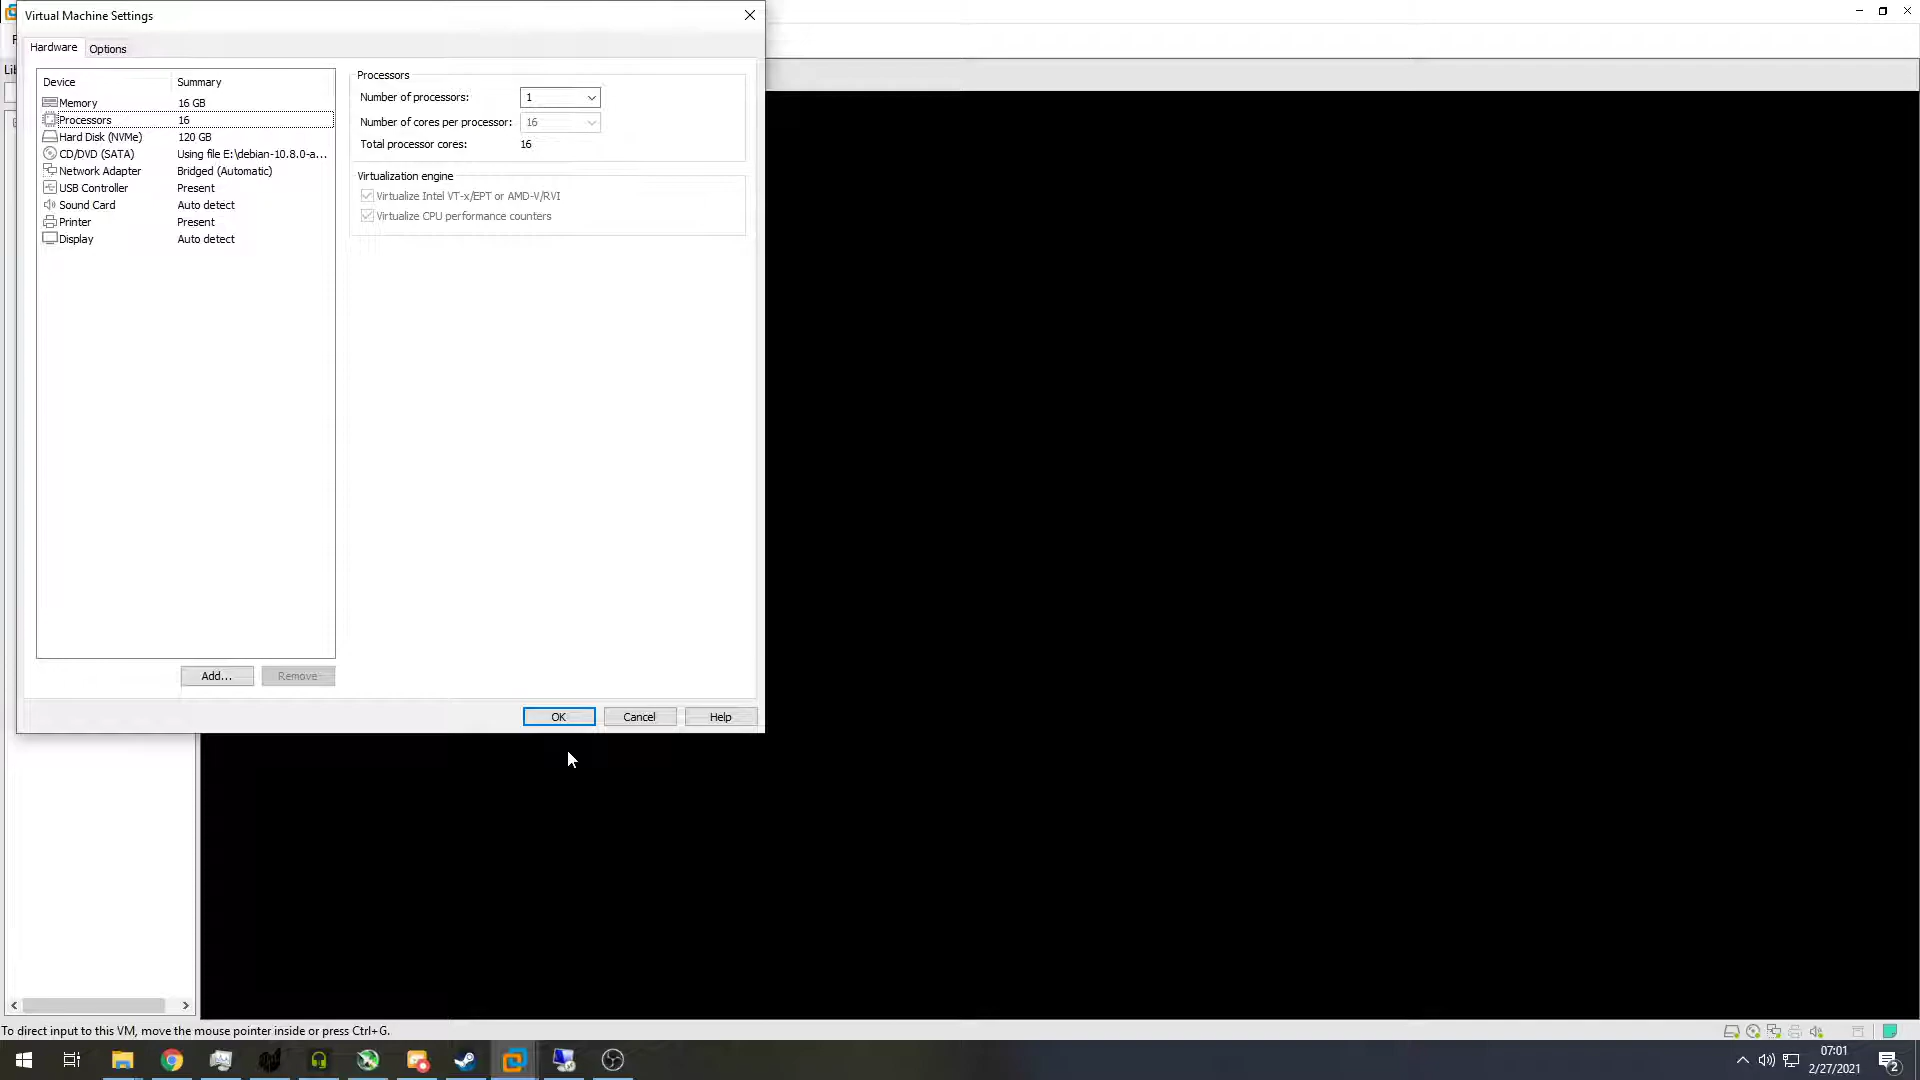 Virtual Machine Settings
Hardware Options
Device Summary
Memory 16 GB
Processors 16
Hard Disk (NVMe) 120 GB
CD/DVD (SATA) Using file E:\debian-10.8.0-a...
Network Adapter Bridged (Automatic)
USB Controller Present
Sound Card Auto detect
Printer Present
Display Auto detect
Add... Remove
Processors
Number of processors: 1
Number of cores per processor: 16
Total processor cores: 16
Virtualization engine
Virtualize Intel VT-x/EPT or AMD-V/RVI
Virtualize CPU performance counters
OK Cancel Help
To direct input to this VM, move the mouse pointer inside or press Ctrl+G.
07:01
2/27/2021
2